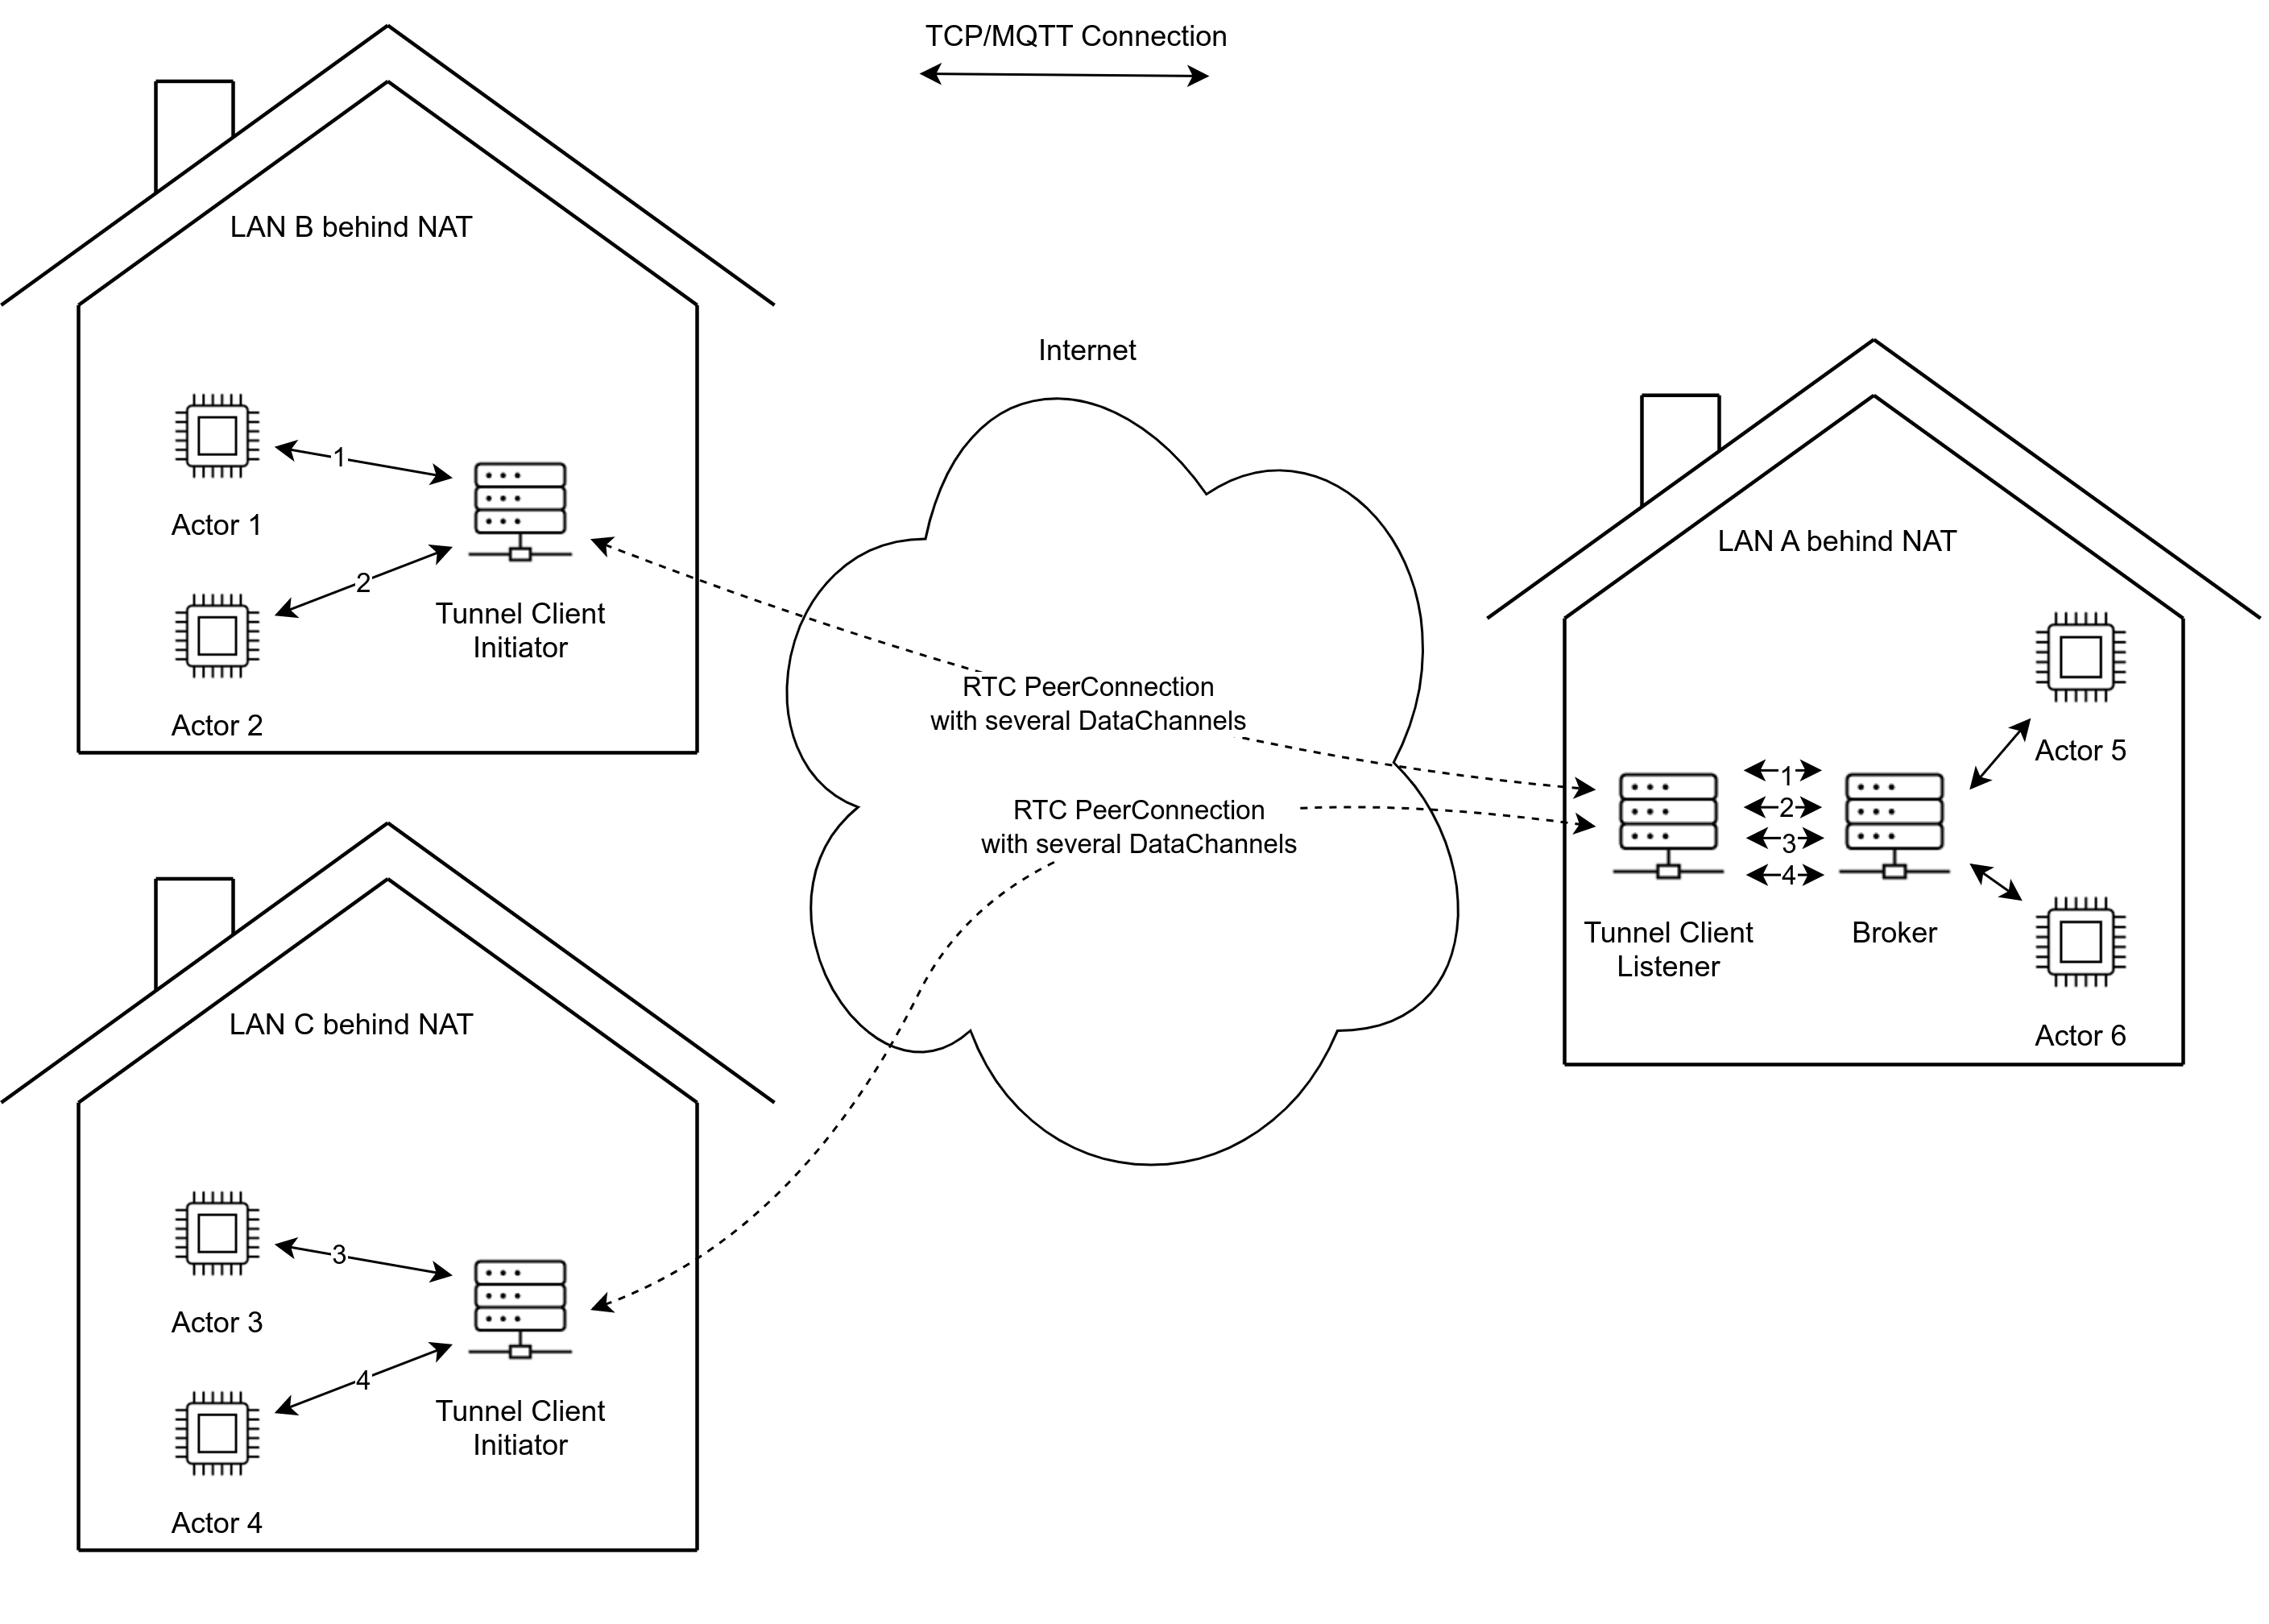 TCP/MQTT Connection
LAN B behind NAT
1
Actor 1
2
Tunnel Client
Initiator
Actor 2
Internet
RTC PeerConnection
with several DataChannels
RTC PeerConnection
with several DataChannels
LAN A behind NAT
Actor 5
1
2
3
4
Tunnel Client
Listener
Broker
Actor 6
LAN C behind NAT
3
Actor 3
4
Tunnel Client
Initiator
Actor 4